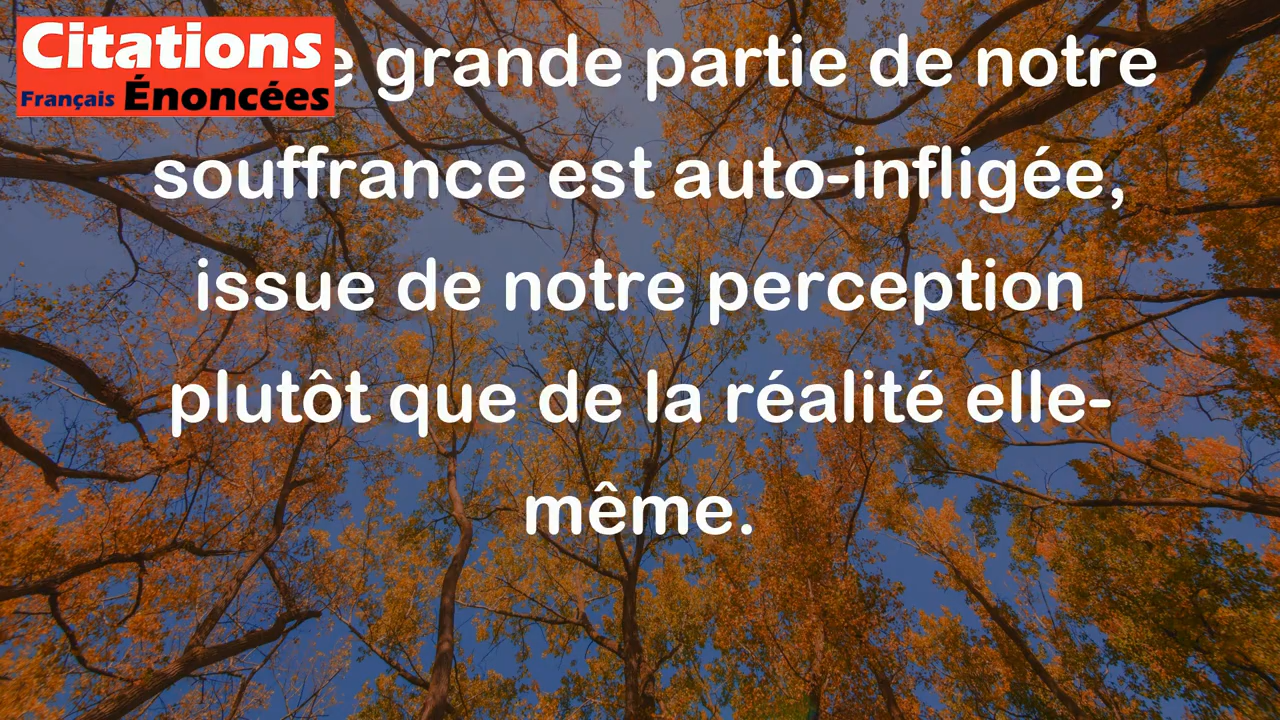 Citations
Français Énoncées
grande partie de notre
souffrance est auto-infligée,
issue de notre perception
plutôt que de la réalité elle-
même.